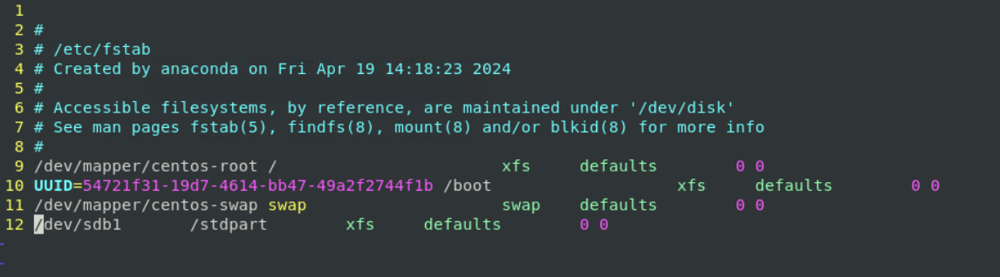 1
2 #
3 # /etc/fstab
4 # Created by anaconda on Fri Apr 19 14:18:23 2024
5 #
6 # Accessible filesystems, by reference, are maintained under '/dev/disk'
7 # See man pages fstab(5), findfs(8), mount(8) and/or blkid(8) for more info
8 #
9 /dev/mapper/centos-root /                       xfs     defaults        0 0
10 UUID=54721f31-19d7-4614-bb47-49a2f2744f1b /boot                   xfs     defaults        0 0
11 /dev/mapper/centos-swap swap                    swap    defaults        0 0
12 /dev/sdb1       /stdpart        xfs     defaults        0 0
~
~